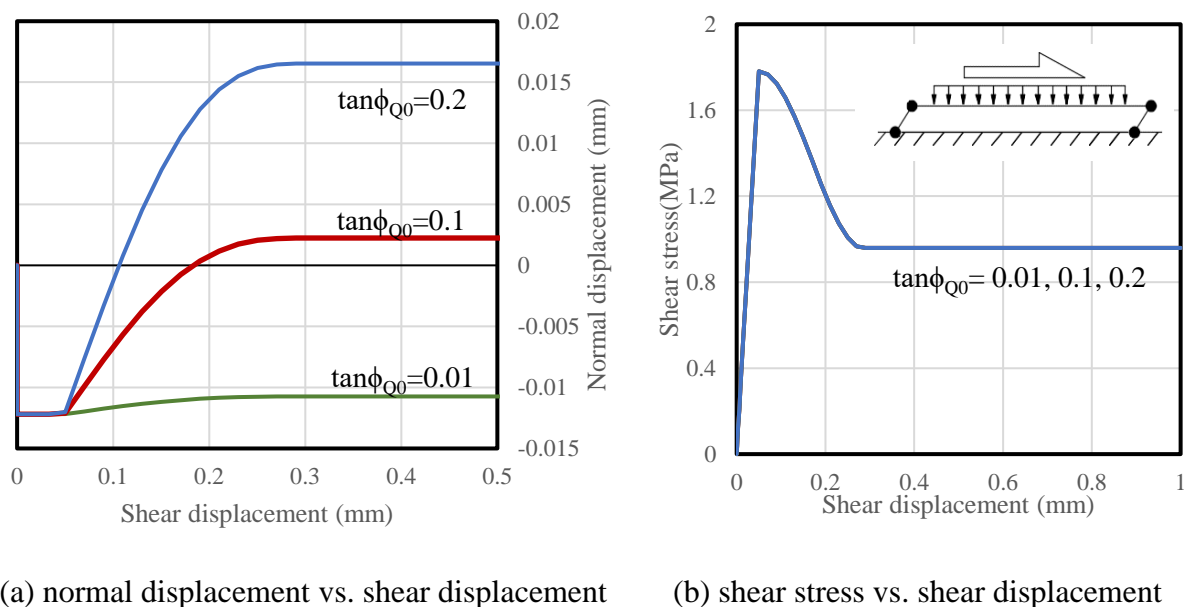 0.02
0.015
0.01
0.005
0
-0.005
-0.01
-0.015
Normal displacement (mm)
tanϕQ0=0.2
tanϕQ0=0.1
tanϕQ0=0.01
0 0.1 0.2 0.3 0.4 0.5
Shear displacement (mm)
2
1.6
1.2
0.8
0.4
0
Shear stress(MPa)
tanϕQ0= 0.01, 0.1, 0.2
0 0.2 0.4 0.6 0.8 1
Shear displacement (mm)
(a) normal displacement vs. shear displacement
(b) shear stress vs. shear displacement